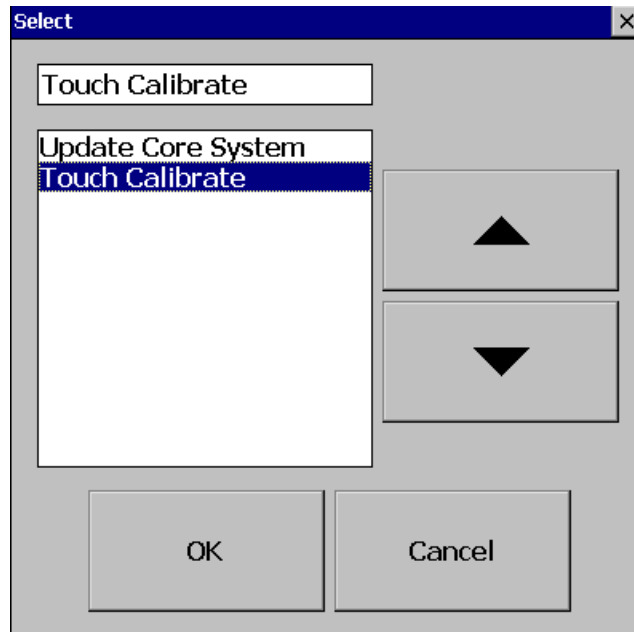 Select
Touch Calibrate
Update Core System
Touch Calibrate
OK
Cancel